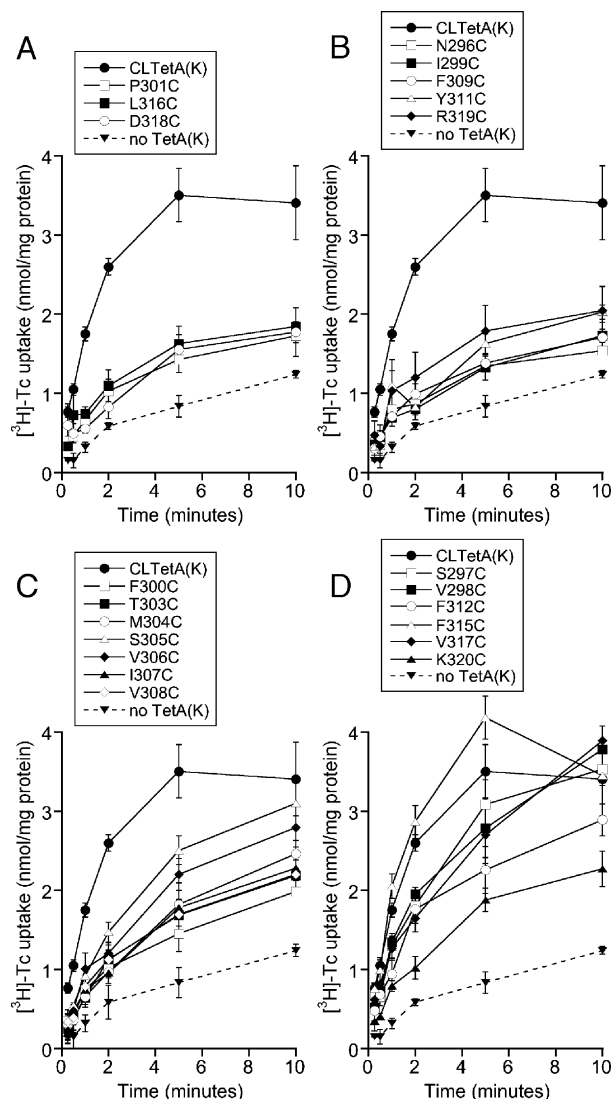 A
CLTetA(K)
P301C
L316C
D318C
no TetA(K)
[³H]-Tc uptake (nmol/mg protein)
4
3
2
1
0
0 2 4 6 8 10
Time (minutes)
B
CLTetA(K)
N296C
I299C
F309C
Y311C
R319C
no TetA(K)
[³H]-Tc uptake (nmol/mg protein)
4
3
2
1
0
0 2 4 6 8 10
Time (minutes)
C
CLTetA(K)
F300C
T303C
M304C
S305C
V306C
I307C
V308C
no TetA(K)
[³H]-Tc uptake (nmol/mg protein)
4
3
2
1
0
0 2 4 6 8 10
Time (minutes)
D
CLTetA(K)
S297C
V298C
F312C
F315C
V317C
K320C
no TetA(K)
[³H]-Tc uptake (nmol/mg protein)
4
3
2
1
0
0 2 4 6 8 10
Time (minutes)